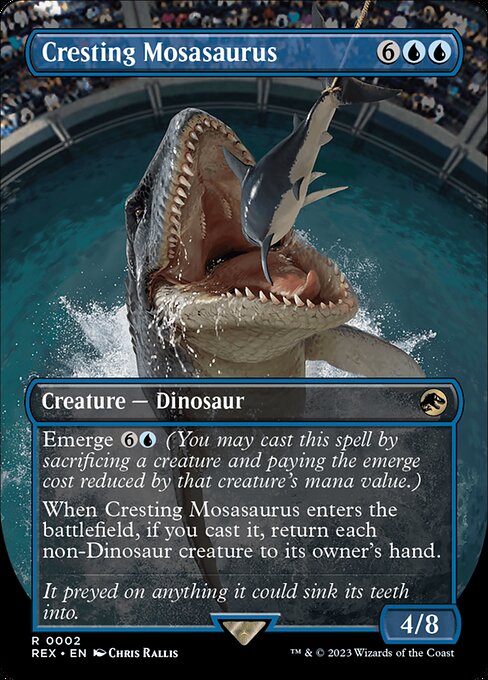 Cresting Mosasaurus 6
Creature — Dinosaur
Emerge 6 (You may cast this spell by
sacrificing a creature and paying the emerge
cost reduced by that creature's mana value.)
When Cresting Mosasaurus enters the
battlefield, if you cast it, return each
non-Dinosaur creature to its owner's hand.
It preyed on anything it could sink its teeth
into.
4/8
R 0002
REX • EN Chris Rallis
™ & © 2023 Wizards of the Coast